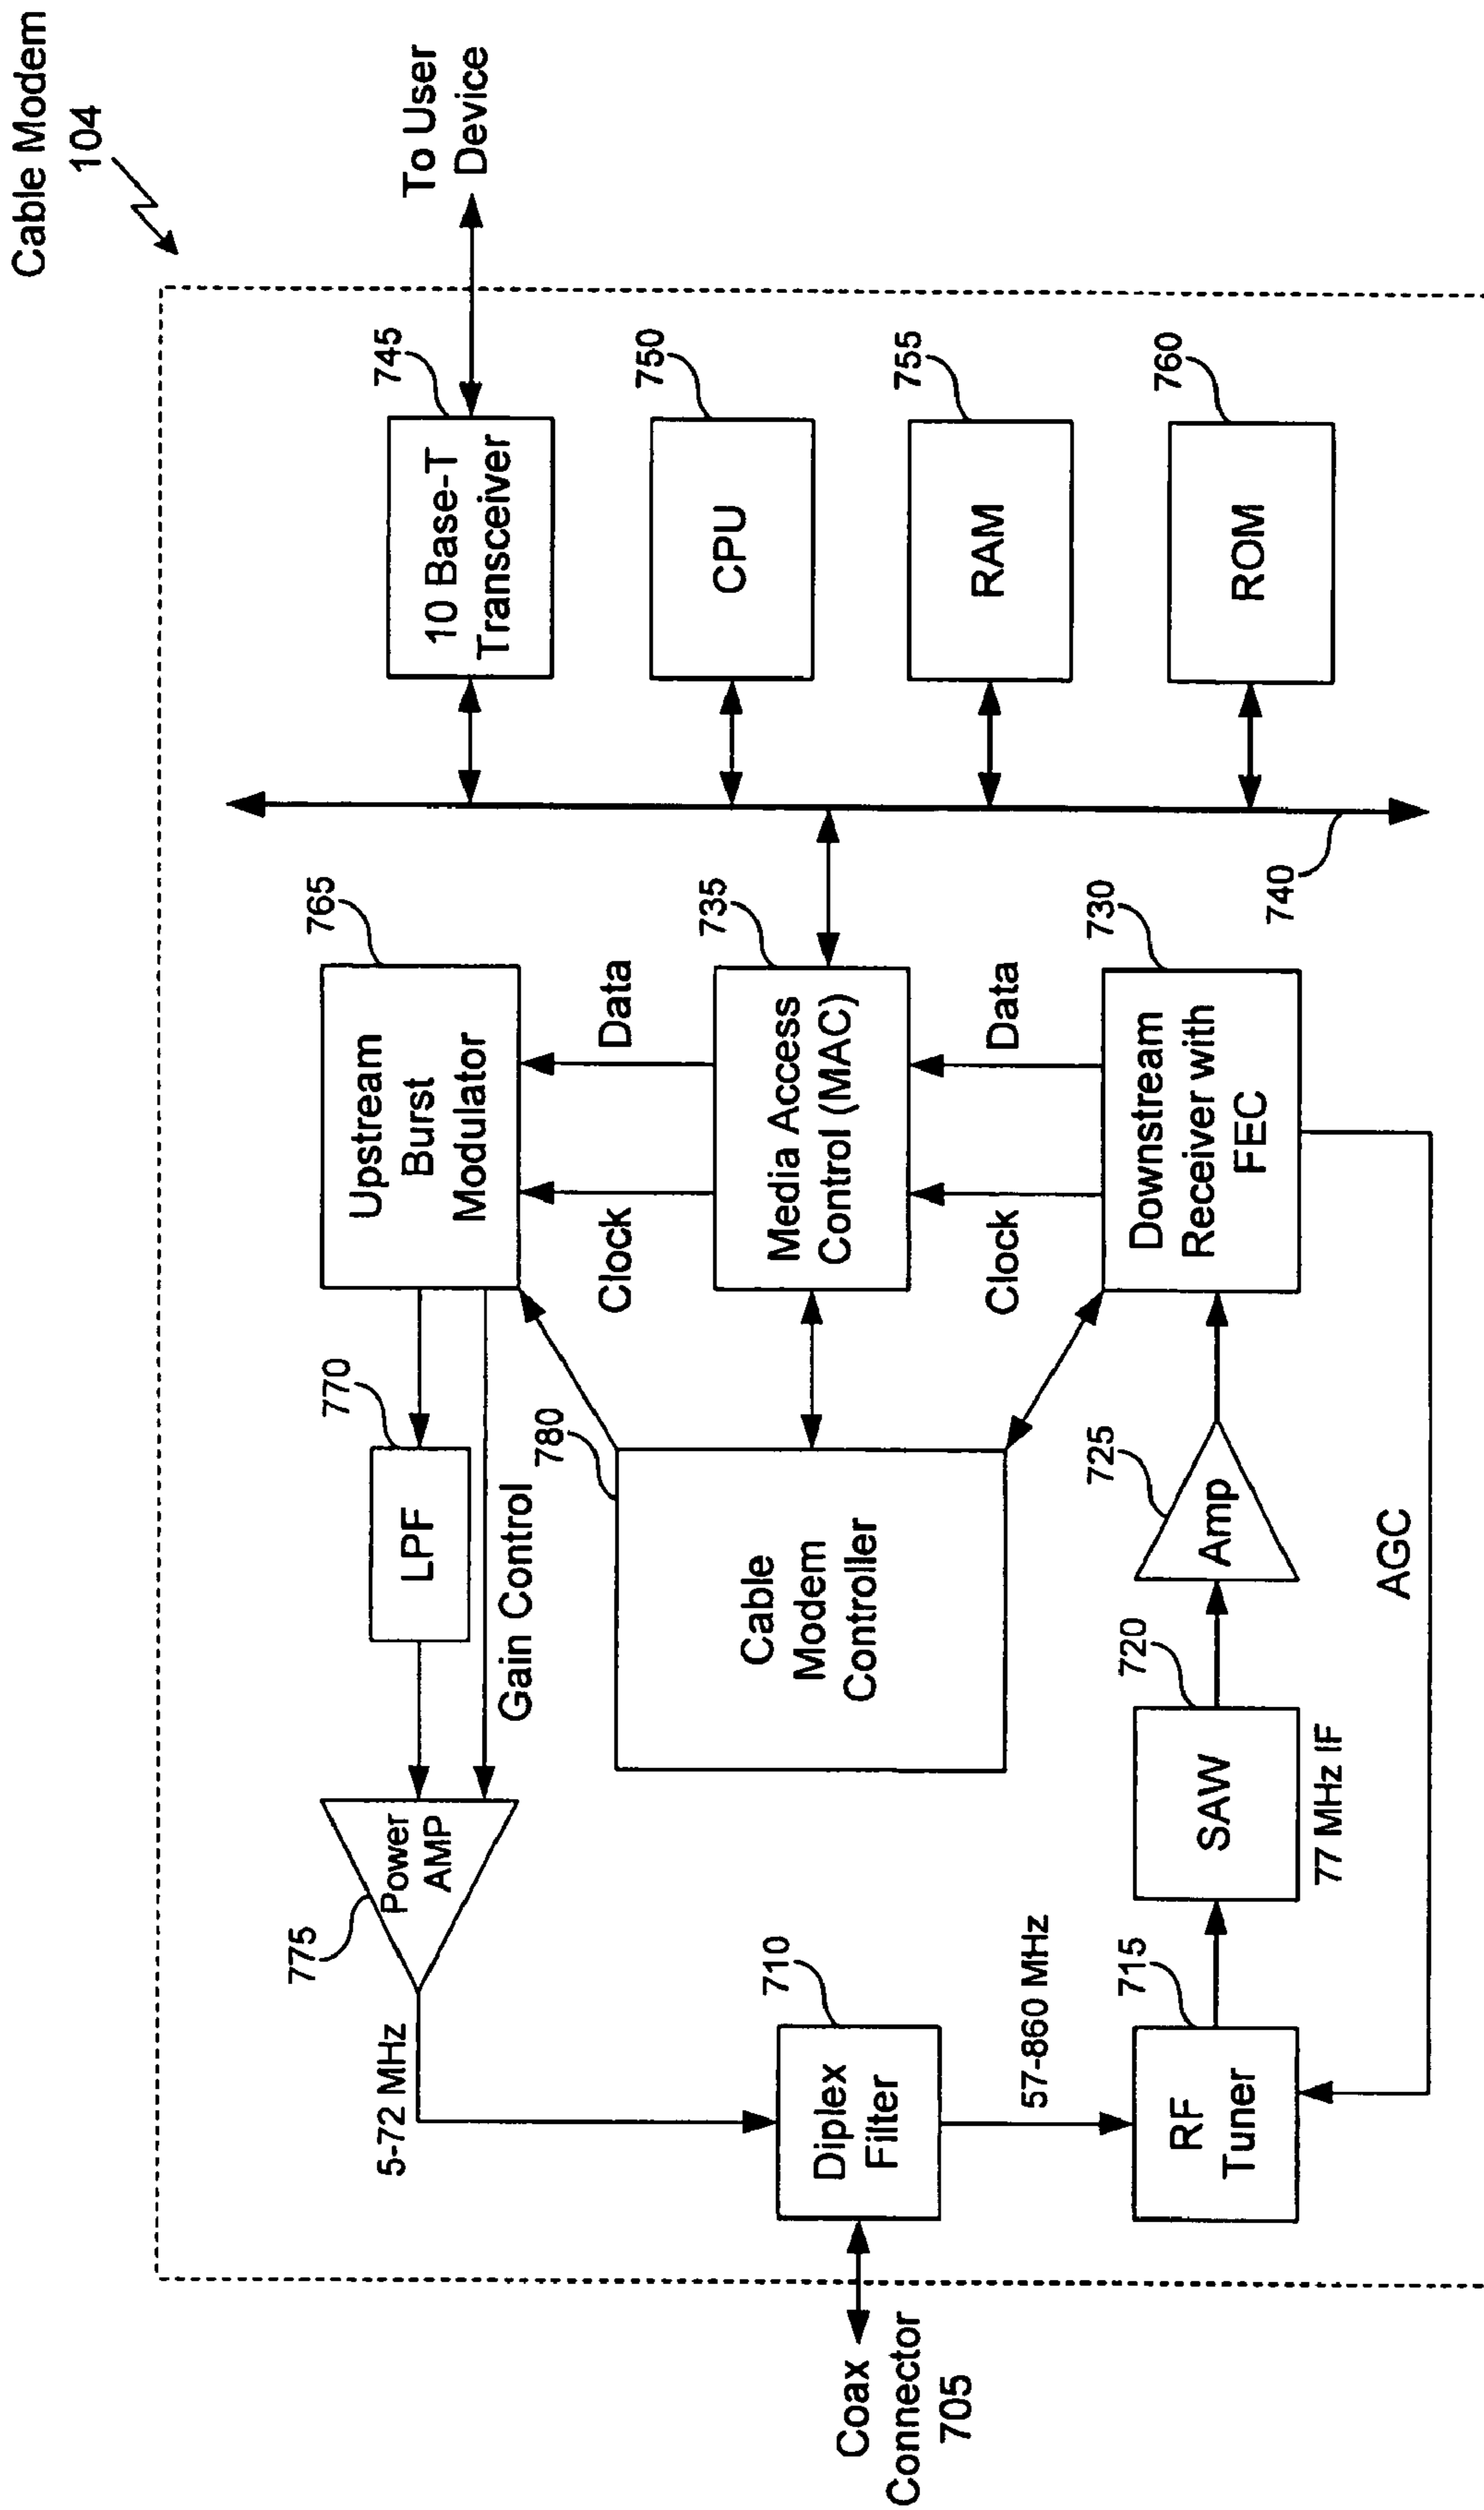 Cable Modem
104
To User
Device
745
10 Base-T
Transceiver
750
CPU
755
RAM
760
ROM
740
765
Upstream
Burst
Modulator
Data
Clock
735
Media Access
Control (MAC)
Data
Clock
730
Downstream
Receiver with
FEC
770
LPF
Gain Control
780
Cable
Modem
Controller
725
Amp
AGC
720
SAW
77 MHz IF
775
Power
AMP
5-72 MHz
710
Diplex
Filter
57-860 MHz
715
RF
Tuner
Coax
Connector
705